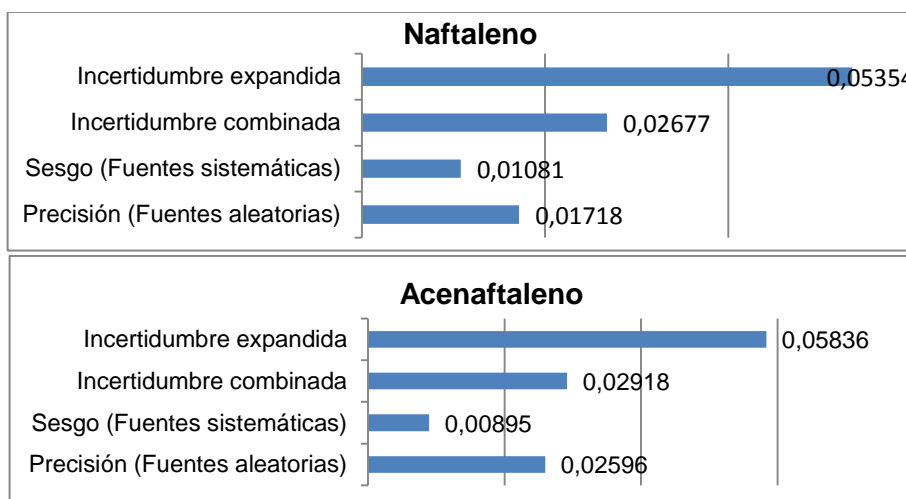 Naftaleno
Incertidumbre expandida 0,05354
Incertidumbre combinada 0,02677
Sesgo (Fuentes sistemáticas) 0,01081
Precisión (Fuentes aleatorias) 0,01718
Acenaftaleno
Incertidumbre expandida 0,05836
Incertidumbre combinada 0,02918
Sesgo (Fuentes sistemáticas) 0,00895
Precisión (Fuentes aleatorias) 0,02596